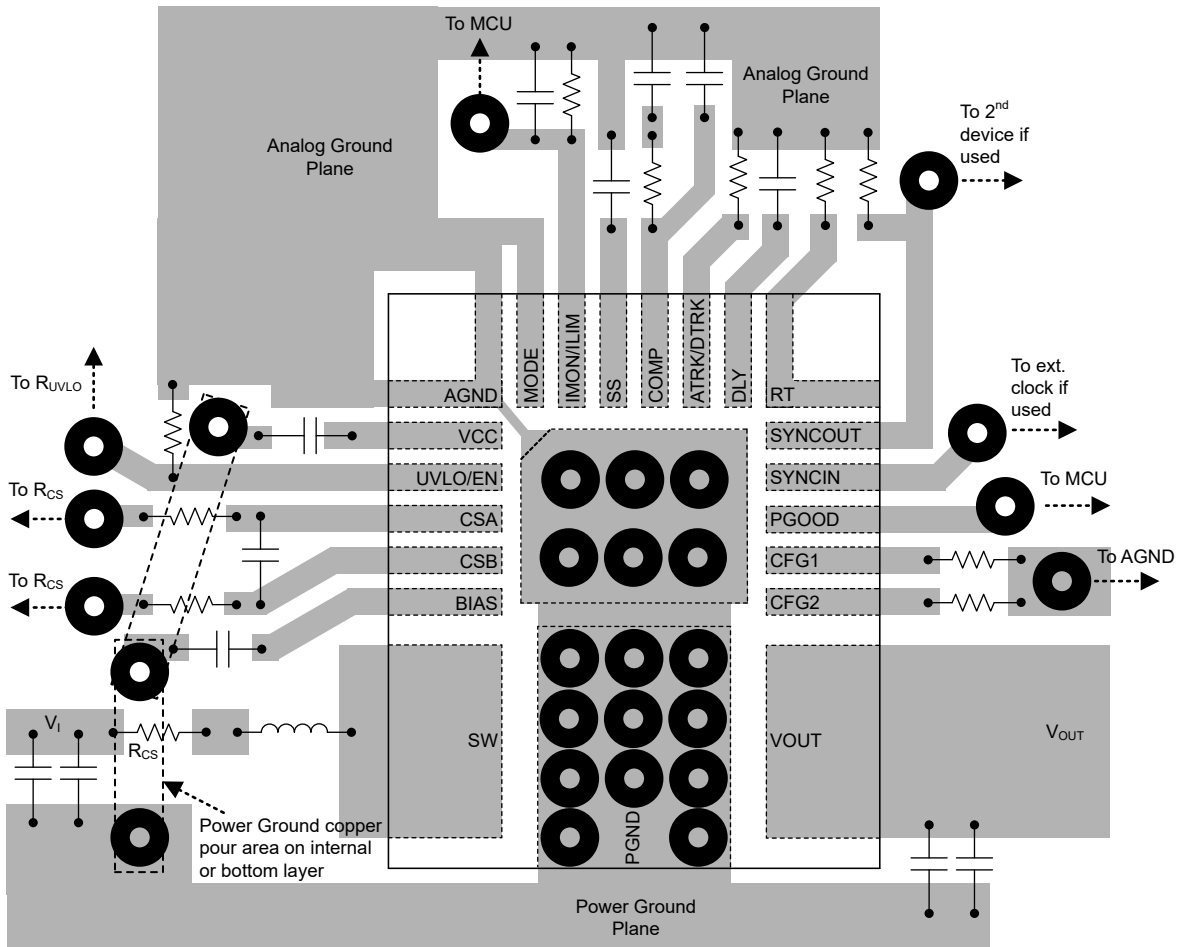 To MCU
Analog Ground
Plane
Analog Ground
Plane
To 2nd
device if
used
MODE
IMON/ILIM
SS
COMP
ATRK/DTRK
DLY
AGND
RT
To RUVLO
To ext.
clock if
used
VCC
SYNCOUT
UVLO/EN
SYNCIN
To RCS
To MCU
CSA
PGOOD
CSB
CFG1
To AGND
To RCS
BIAS
CFG2
VI
RCS
SW
VOUT
VOUT
Power Ground copper
pour area on internal
or bottom layer
PGND
Power Ground
Plane